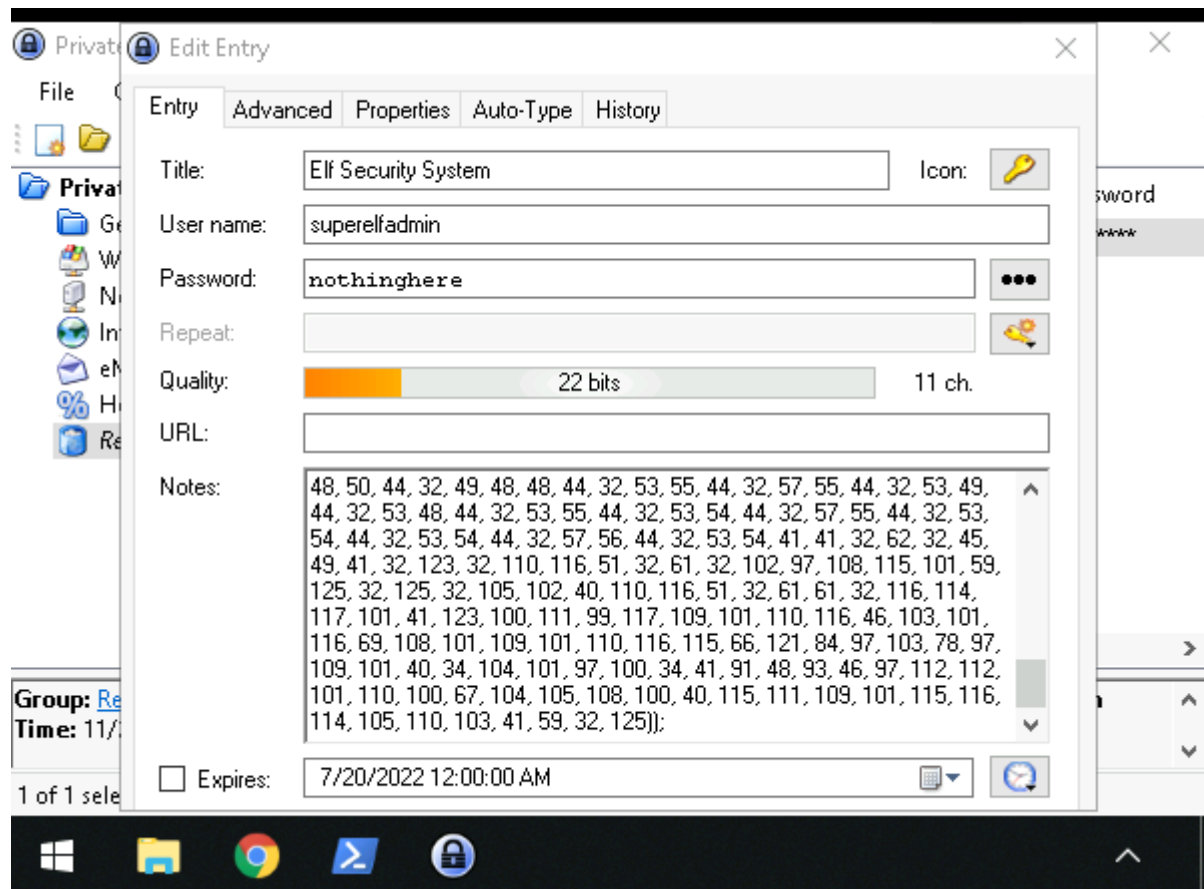 Private
Edit Entry
File
Entry Advanced Properties Auto-Type History
Title: Elf Security System Icon:
Privat
sword
Ge
User name: superelfadmin
****
W
Password: nothinghere
Ne
Int
Repeat:
eM
Quality: 22 bits 11 ch.
Ho
URL:
Re
Notes:
48, 50, 44, 32, 49, 48, 48, 44, 32, 53, 55, 44, 32, 57, 55, 44, 32, 53, 49,
44, 32, 53, 48, 44, 32, 53, 55, 44, 32, 53, 54, 44, 32, 57, 55, 44, 32, 53,
54, 44, 32, 53, 54, 44, 32, 57, 56, 44, 32, 53, 54, 41, 41, 32, 62, 32, 45,
49, 41, 32, 123, 32, 110, 116, 51, 32, 61, 32, 102, 97, 108, 115, 101, 59,
125, 32, 125, 32, 105, 102, 40, 110, 116, 51, 32, 61, 61, 32, 116, 114,
117, 101, 41, 123, 100, 111, 99, 117, 109, 101, 110, 116, 46, 103, 101,
116, 69, 108, 101, 109, 101, 110, 116, 115, 66, 121, 84, 97, 103, 78, 97,
109, 101, 40, 34, 104, 101, 97, 100, 34, 41, 91, 48, 93, 46, 97, 112, 112,
101, 110, 100, 67, 104, 105, 108, 100, 40, 115, 111, 109, 101, 115, 116,
114, 105, 110, 103, 41, 59, 32, 125));
Group: Re
Time: 11/
Expires: 7/20/2022 12:00:00 AM
1 of 1 sele